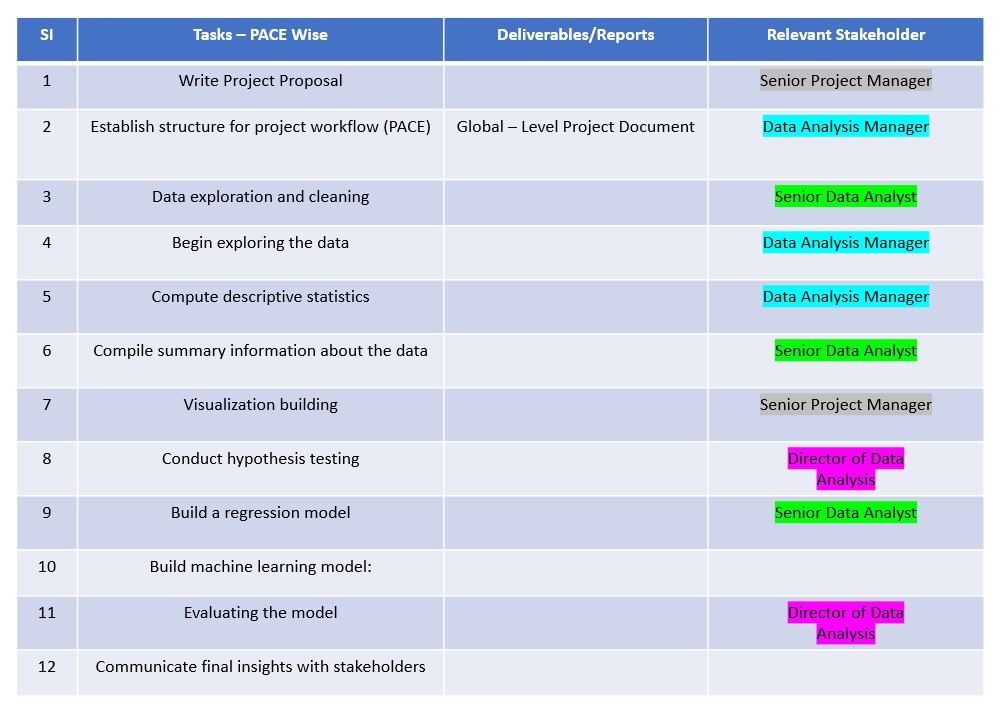 SI Tasks – PACE Wise Deliverables/Reports Relevant Stakeholder
1 Write Project Proposal Senior Project Manager
2 Establish structure for project workflow (PACE) Global – Level Project Document Data Analysis Manager
3 Data exploration and cleaning Senior Data Analyst
4 Begin exploring the data Data Analysis Manager
5 Compute descriptive statistics Data Analysis Manager
6 Compile summary information about the data Senior Data Analyst
7 Visualization building Senior Project Manager
8 Conduct hypothesis testing Director of Data
Analysis
9 Build a regression model Senior Data Analyst
10 Build machine learning model:
11 Evaluating the model Director of Data
Analysis
12 Communicate final insights with stakeholders